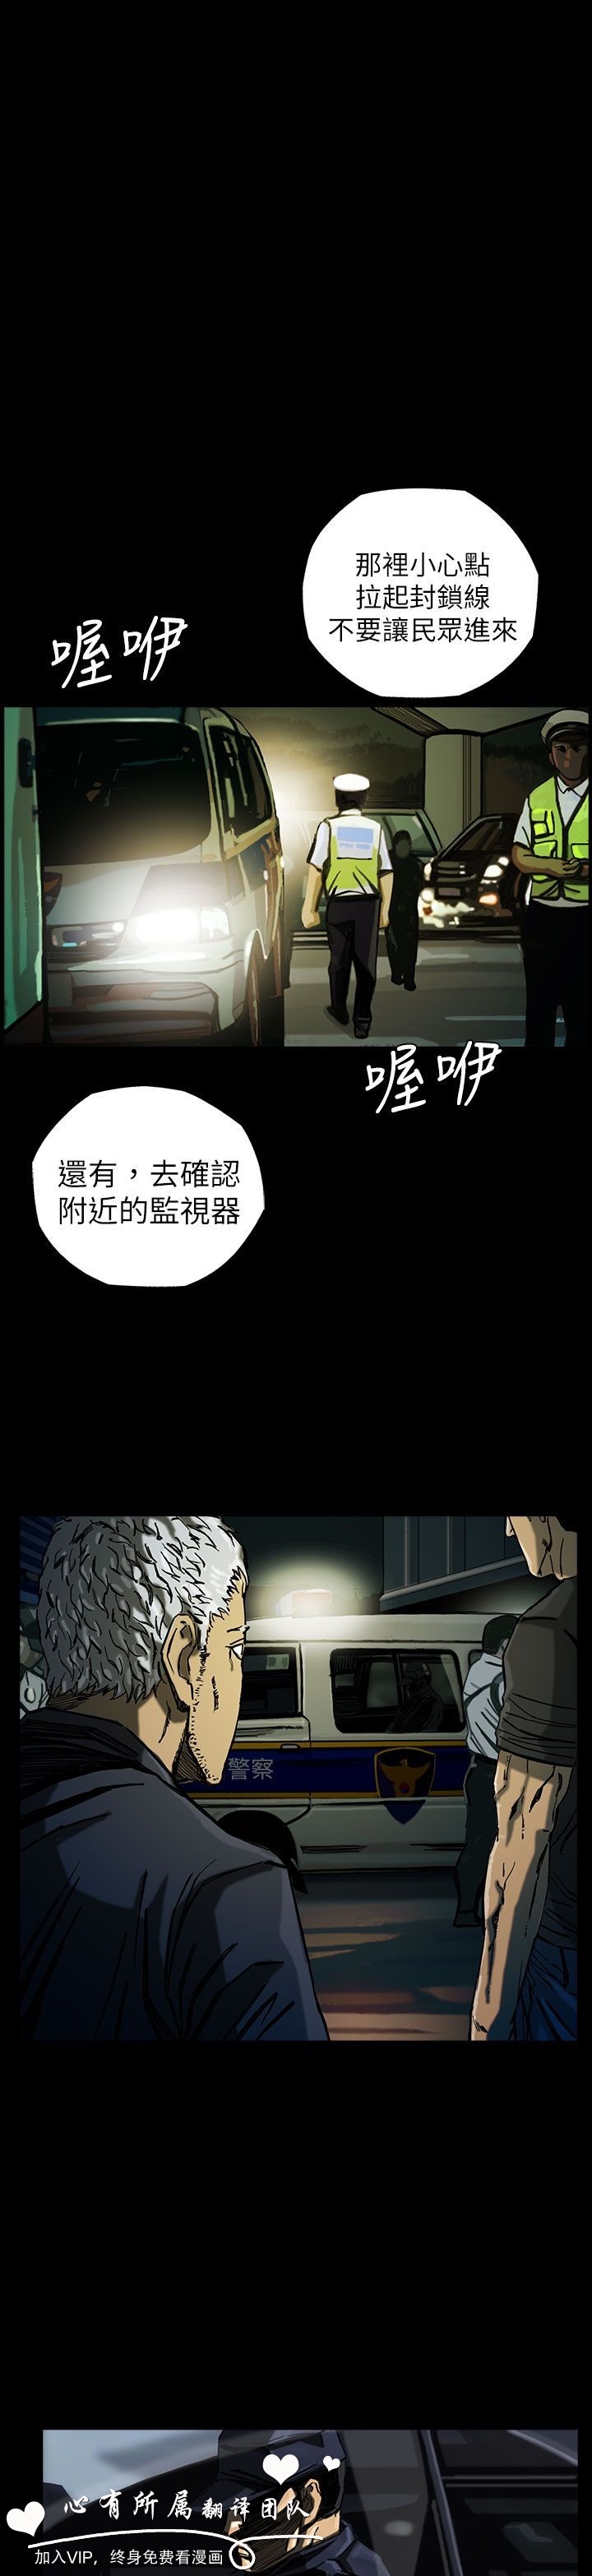 那裡小心點
拉起封鎖線
不要讓民眾進來
喔咿
喔咿
還有，去確認
附近的監視器
警察
心有所属翻译团队
加入VIP，终身免费看漫画